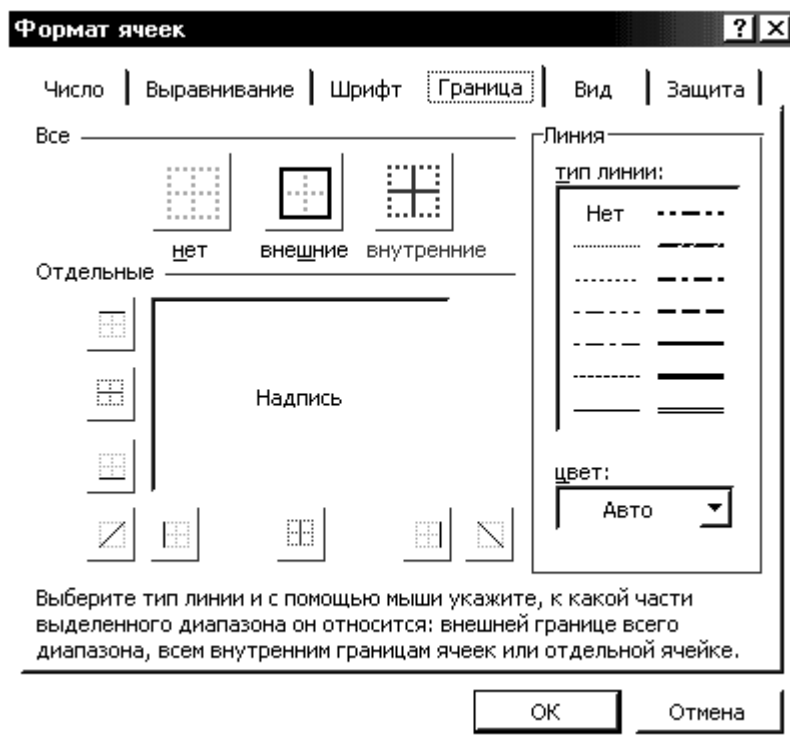 Формат ячеек
Число Выравнивание Шрифт Граница Вид Защита
Все
нет внешние внутренние
Отдельные
Надпись
Линия
тип линии:
Нет
цвет:
Авто
Выберите тип линии и с помощью мыши укажите, к какой части
выделенного диапазона он относится: внешней границе всего
диапазона, всем внутренним границам ячеек или отдельной ячейке.
ОК Отмена